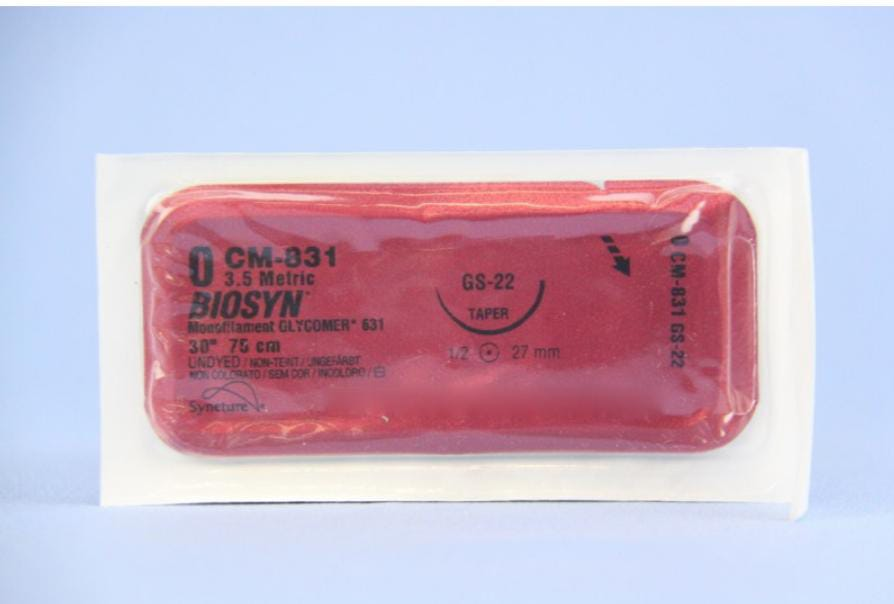 0 CM-831
3.5 Metric
BIOSYN™
Monofilament GLYCOMER* 631
30" 75 cm
UNDYED / NON-TEINT / UNGEFÄRBT
NON COLORATO / SEM COR / INCOLORO /
Syneture
GS-22
TAPER
1/2 27 mm
0 CM-831 GS-22